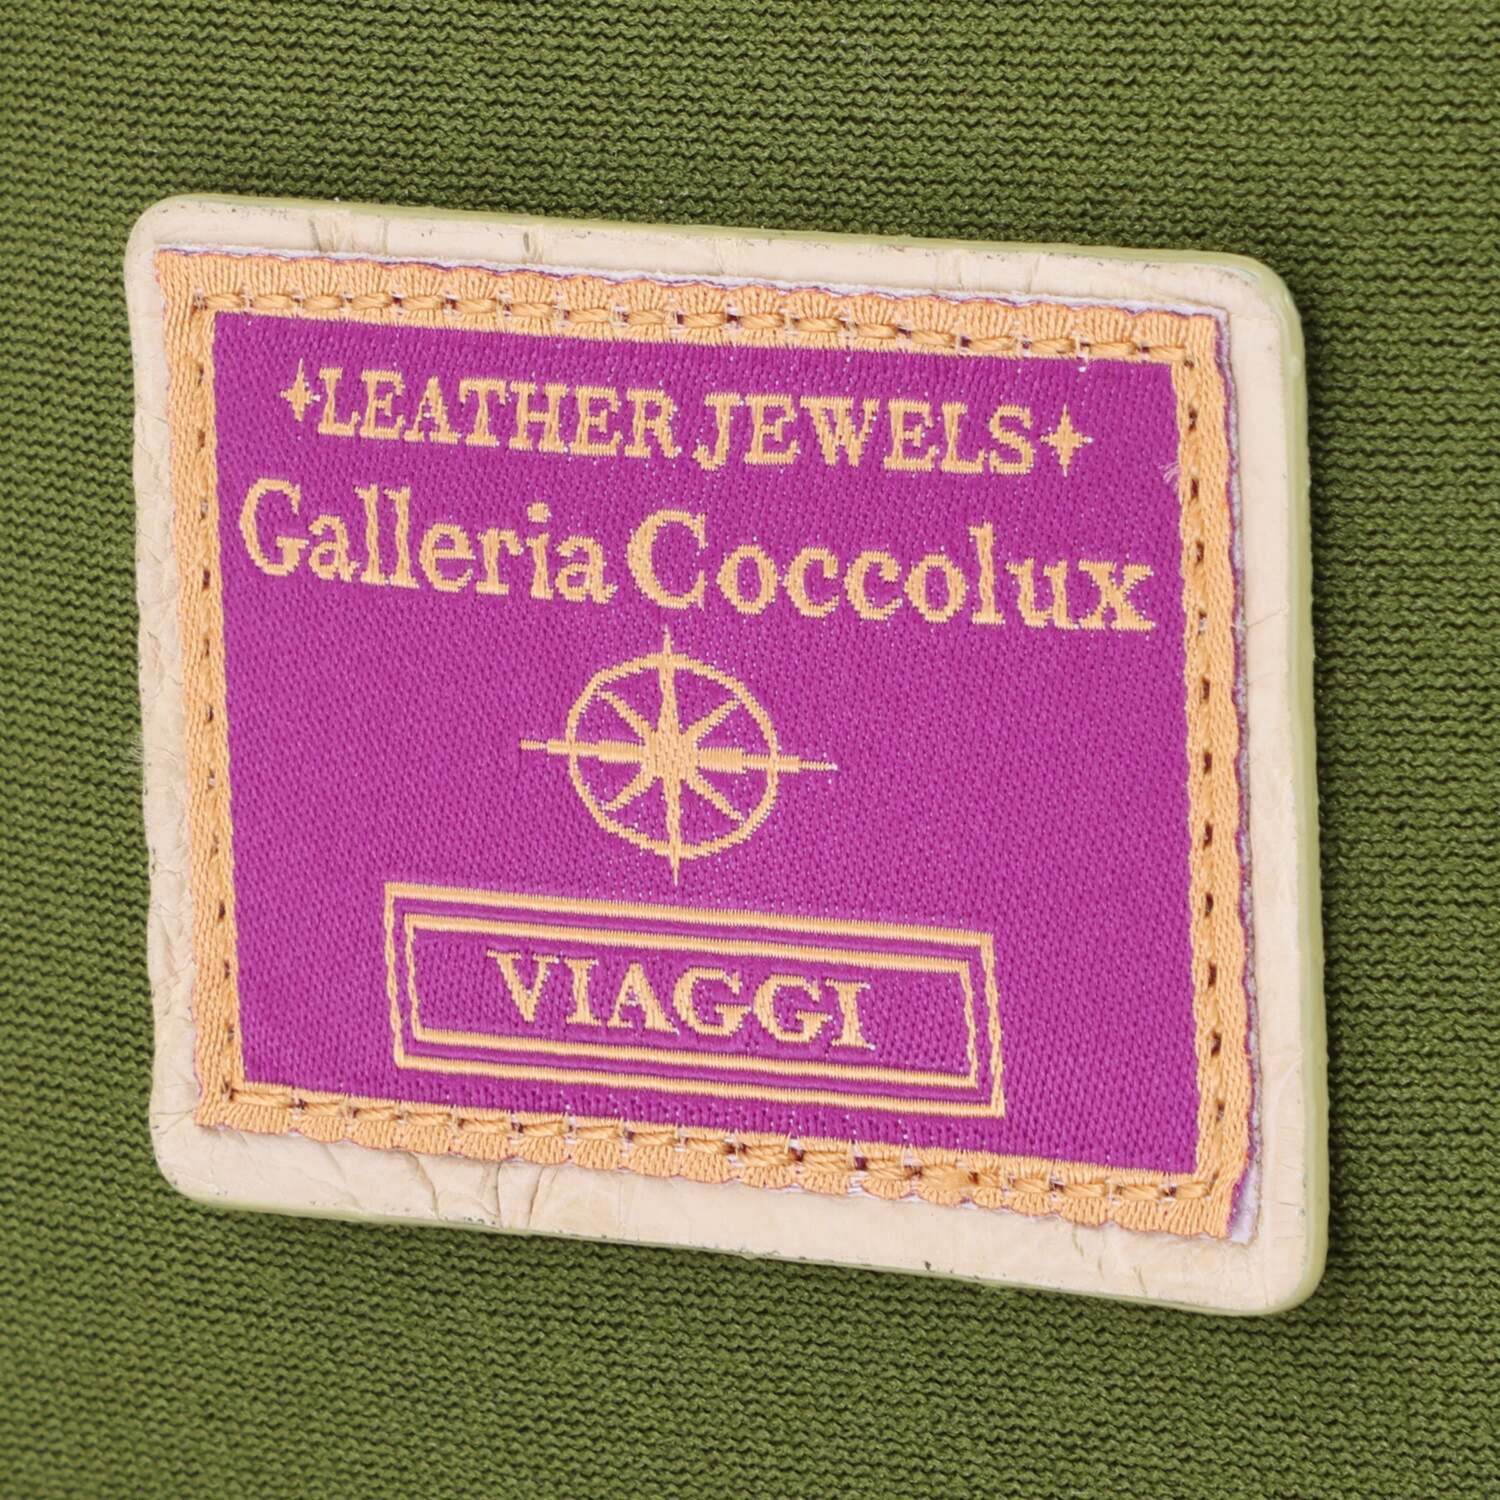 LEATHER JEWELS
Galleria Coccolux
VIAGGI